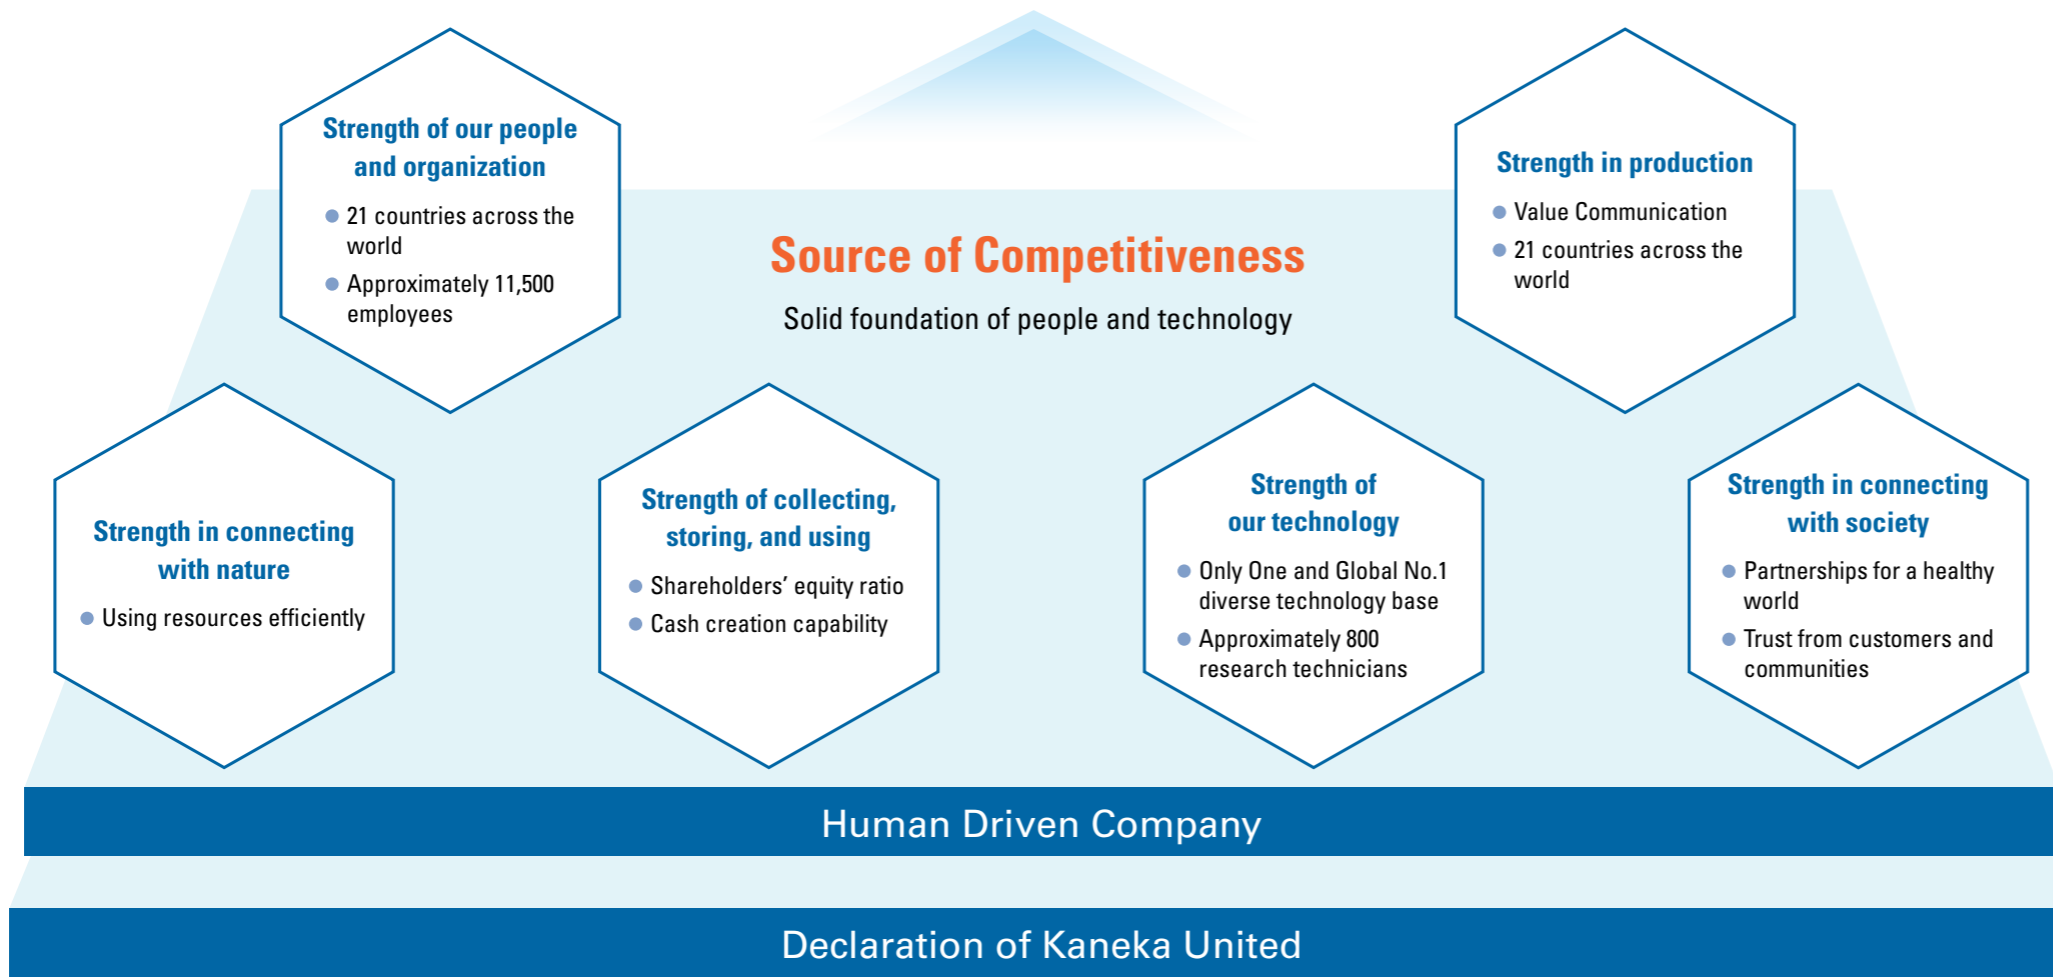 Strength of our people
and organization
● 21 countries across the
world
● Approximately 11,500
employees
Source of Competitiveness
Solid foundation of people and technology
Strength in production
● Value Communication
● 21 countries across the
world
Strength in connecting
with nature
● Using resources efficiently
Strength of collecting,
storing, and using
● Shareholders’ equity ratio
● Cash creation capability
Strength of
our technology
● Only One and Global No.1
diverse technology base
● Approximately 800
research technicians
Strength in connecting
with society
● Partnerships for a healthy
world
● Trust from customers and
communities
Human Driven Company
Declaration of Kaneka United